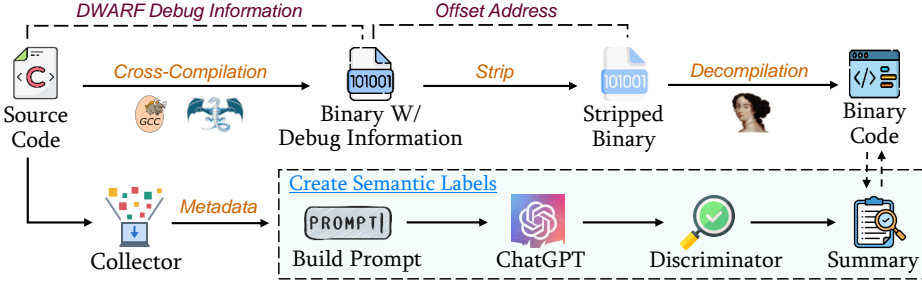 DWARF Debug Information
Offset Address
C
Cross-Compilation
101001
Strip
101001
Decompilation
</>
GCC
Source
Code
Binary W/
Debug Information
Stripped
Binary
Binary
Code
Create Semantic Labels
Metadata
PROMPT
Collector
Build Prompt
ChatGPT
Discriminator
Summary